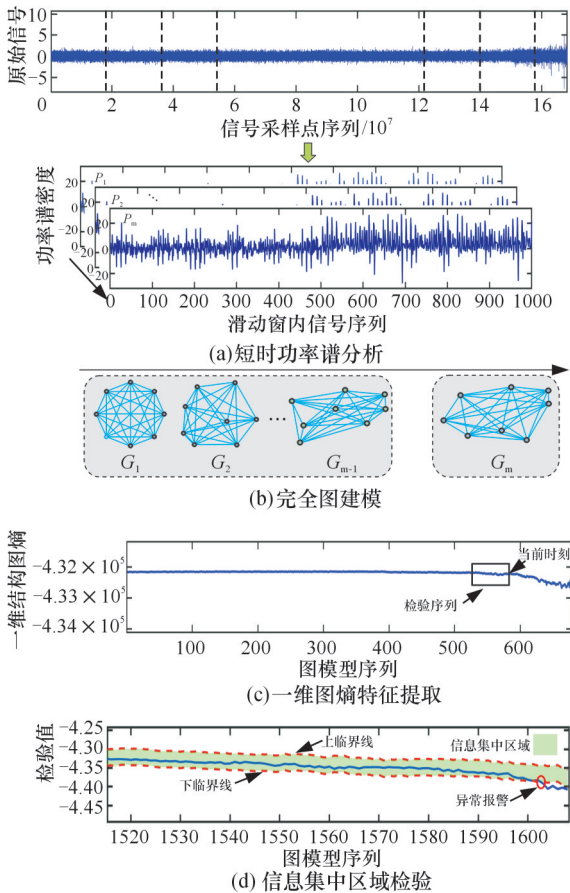 原始信号
10
5
0
−5
0
2
4
6
8
10
12
14
16
信号采样点序列/10⁷
功率谱密度
20
0
−20
P₁
20
0
−20
P₂
20
0
−20
Pₘ
0
100
200
300
400
500
600
700
800
900
1000
滑动窗内信号序列
(a)短时功率谱分析
G₁
G₂
···
Gₘ₋₁
Gₘ
(b)完全图建模
一维结构图熵
−4.32 × 10⁵
−4.33 × 10⁵
−4.34 × 10⁵
当前时刻
检验序列
100
200
300
400
500
600
图模型序列
(c)一维图熵特征提取
检验值
−4.25
−4.30
−4.35
−4.40
−4.45
上临界线
下临界线
信息集中区域
异常报警
1520
1530
1540
1550
1560
1570
1580
1590
1600
图模型序列
(d) 信息集中区域检验